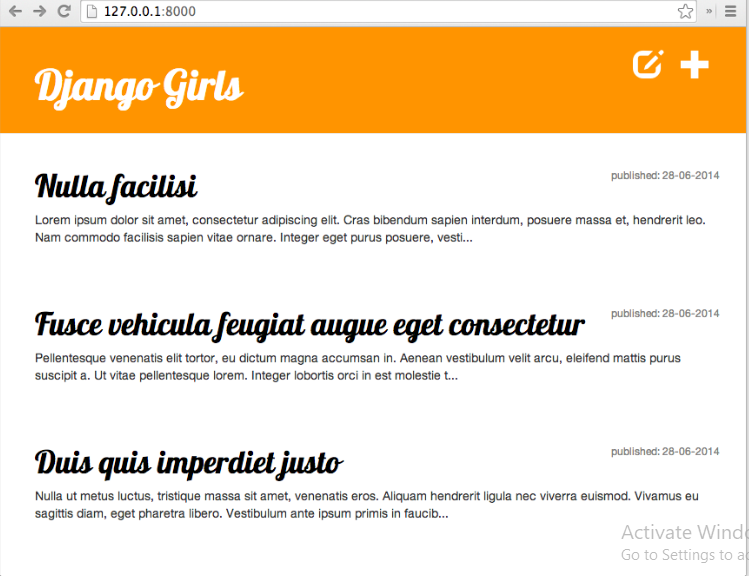 127.0.0.1:8000
Django Girls
Nulla facilisi
published: 28-06-2014
Lorem ipsum dolor sit amet, consectetur adipiscing elit. Cras bibendum sapien interdum, posuere massa et, hendrerit leo.
Nam commodo facilisis sapien vitae ornare. Integer eget purus posuere, vesti...
Fusce vehicula feugiat augue eget consectetur
published: 28-06-2014
Pellentesque venenatis elit tortor, eu dictum magna accumsan in. Aenean vestibulum velit arcu, eleifend mattis purus
suscipit a. Ut vitae pellentesque lorem. Integer lobortis orci in est molestie t...
Duis quis imperdiet justo
published: 28-06-2014
Nulla ut metus luctus, tristique massa sit amet, venenatis eros. Aliquam hendrerit ligula nec viverra euismod. Vivamus eu
sagittis diam, eget pharetra libero. Vestibulum ante ipsum primis in faucib...
Activate
Go to Settings to